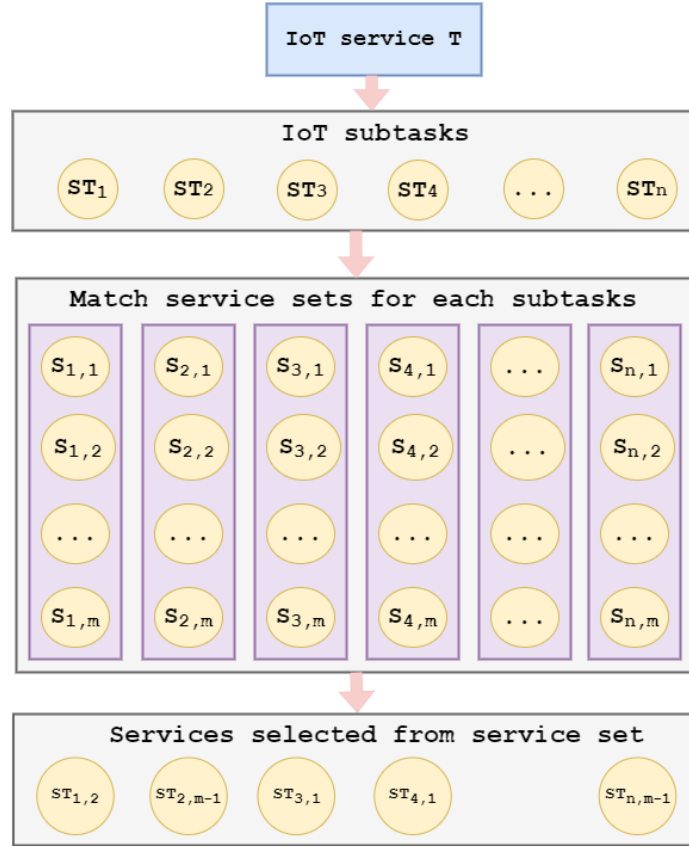 IoT service T
IoT subtasks
ST1 ST2 ST3 ST4 ... STn
Match service sets for each subtasks
S1,1 S2,1 S3,1 S4,1 ... Sn,1
S1,2 S2,2 S3,2 S4,2 ... Sn,2
... ... ... ... ... ...
S1,m S2,m S3,m S4,m ... Sn,m
Services selected from service set
ST1,2 ST2,m-1 ST3,1 ST4,1 STn,m-1